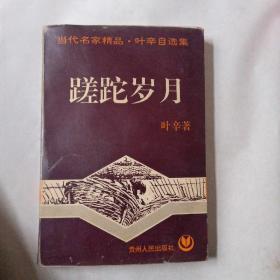 当代名家精品·叶辛自选集
蹉跎岁月
叶辛著
贵州人民出版社